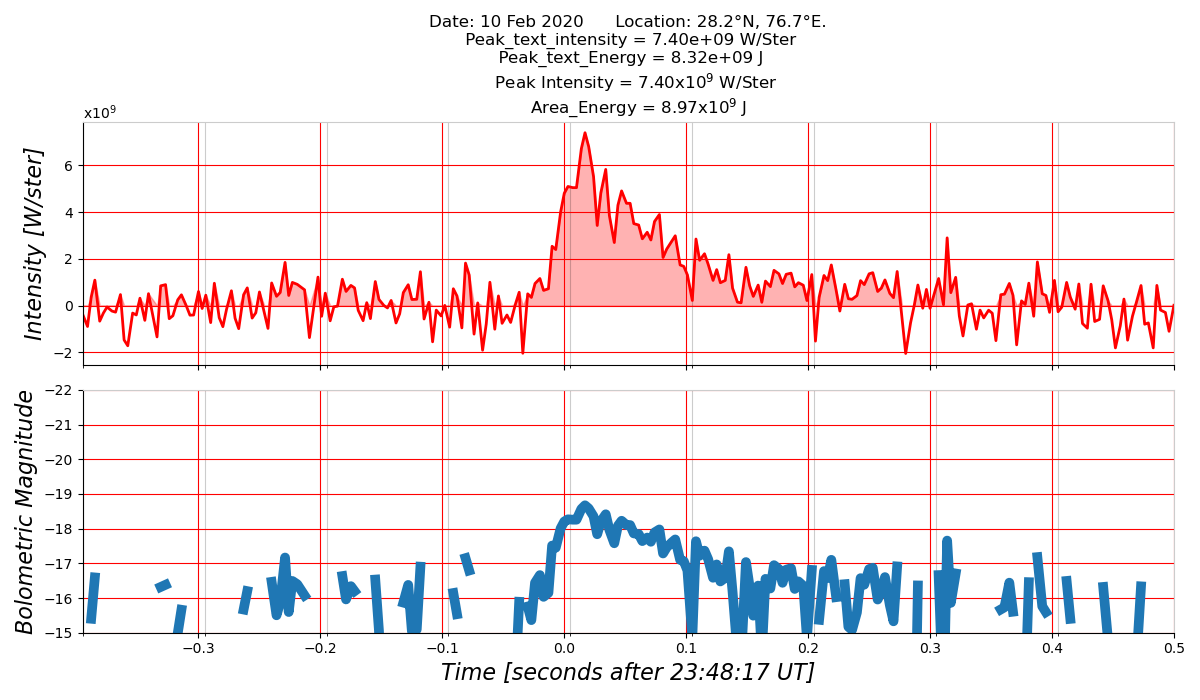 Date: 10 Feb 2020      Location: 28.2°N, 76.7°E.
Peak_text_intensity = 7.40e+09 W/Ster
Peak_text_Energy = 8.32e+09 J
Peak Intensity = 7.40x10⁹ W/Ster
Area_Energy = 8.97x10⁹ J
x10⁹
Intensity [W/ster]
6
4
2
0
−2
Bolometric Magnitude
−22
−21
−20
−19
−18
−17
−16
−15
−0.3 −0.2 −0.1 0.0 0.1 0.2 0.3 0.4 0.5
Time [seconds after 23:48:17 UT]